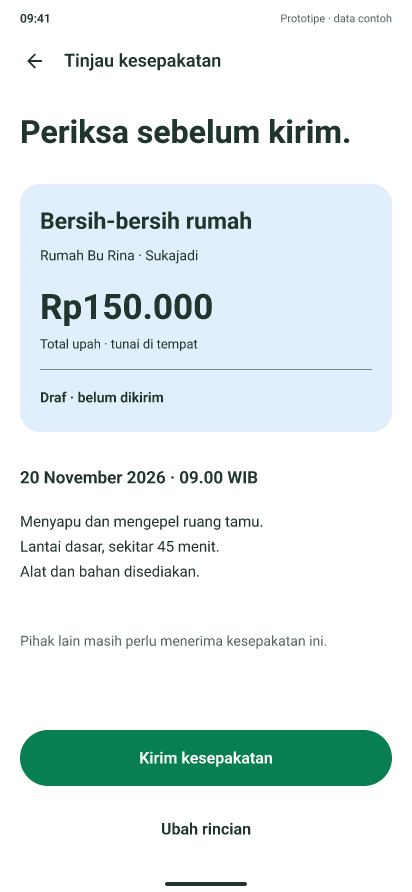 09:41
Prototipe · data contoh
Tinjau kesepakatan
Periksa sebelum kirim.
Bersih-bersih rumah
Rumah Bu Rina · Sukajadi
Rp150.000
Total upah · tunai di tempat
Draf · belum dikirim
20 November 2026 · 09.00 WIB
Menyapu dan mengepel ruang tamu.
Lantai dasar, sekitar 45 menit.
Alat dan bahan disediakan.
Pihak lain masih perlu menerima kesepakatan ini.
Kirim kesepakatan
Ubah rincian